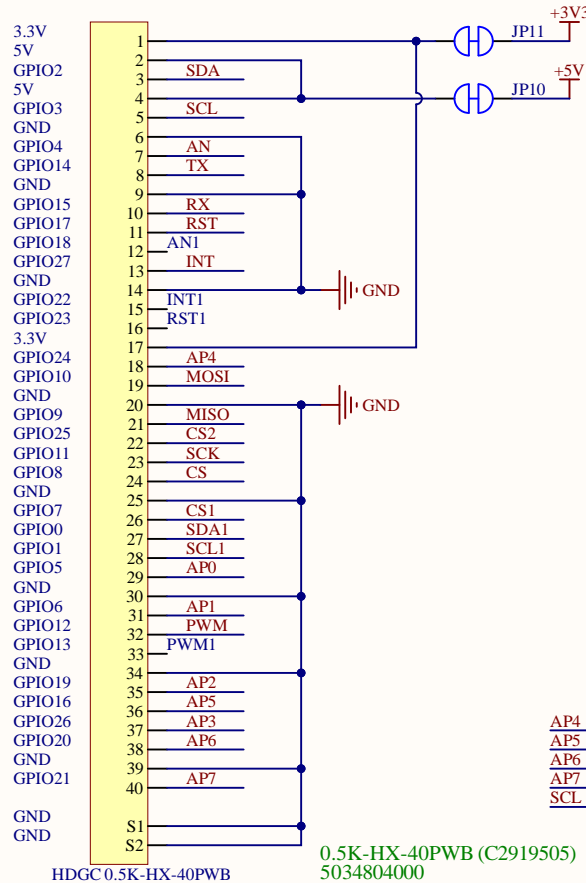 +3V3
3.3V 1 JP11
5V 2
GPIO2 3 SDA
+5V
5V 4 JP10
GPIO3 5 SCL
GND 6
GPIO4 7 AN
GPIO14 8 TX
GND 9
GPIO15 10 RX
GPIO17 11 RST
GPIO18 12 AN1
GPIO27 13 INT
GND 14 GND
GPIO22 15 INT1
GPIO23 16 RST1
3.3V 17
GPIO24 18 AP4
GPIO10 19 MOSI
GND 20 GND
GPIO9 21 MISO
GPIO25 22 CS2
GPIO11 23 SCK
GPIO8 24 CS
GND 25
GPIO7 26 CS1
GPIO0 27 SDA1
GPIO1 28 SCL1
GPIO5 29 AP0
GND 30
GPIO6 31 AP1
GPIO12 32 PWM
GPIO13 33 PWM1
GND 34
GPIO19 35 AP2
GPIO16 36 AP5
GPIO26 37 AP3
GPIO20 38 AP6
GND 39
GPIO21 40 AP7
AP4
AP5
AP6
AP7
SCL
GND S1
GND S2
0.5K-HX-40PWB (C2919505)
HDGC 0.5K-HX-40PWB
5034804000